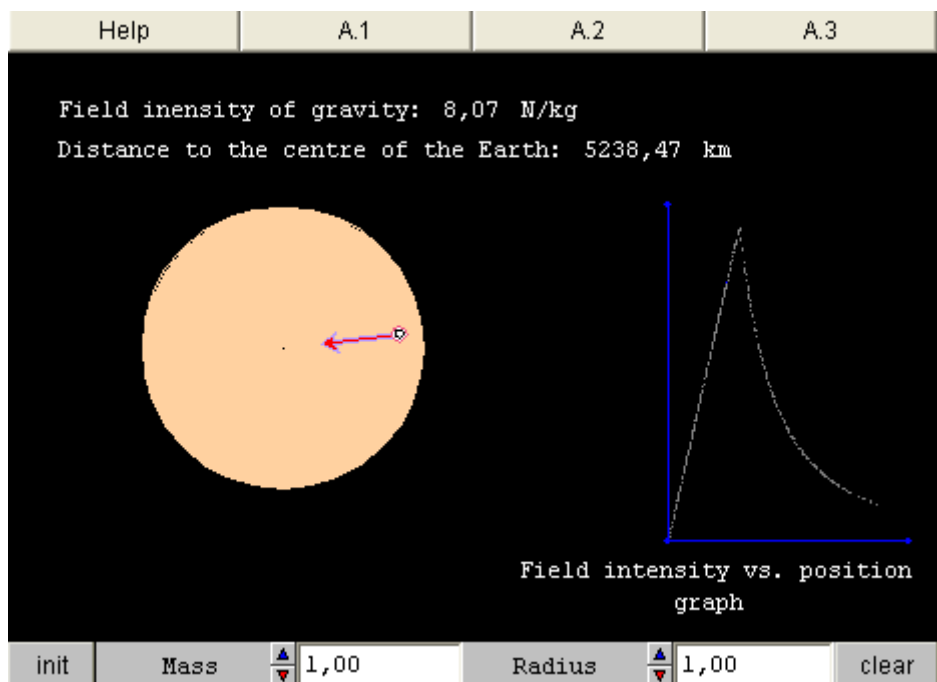 Help A.1 A.2 A.3
Field inensity of gravity: 8,07 N/kg
Distance to the centre of the Earth: 5238,47 km
Field intensity vs. position
graph
init Mass 1,00 Radius 1,00 clear